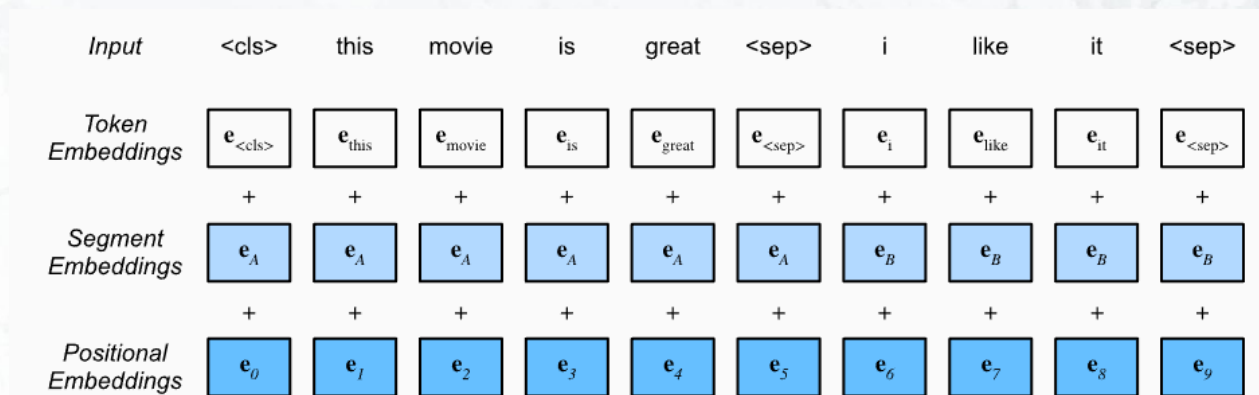 Input <cls> this movie is great <sep> i like it <sep>
Token Embeddings e<cls> ethis emovie eis egreat e<sep> ei elike eit e<sep>
+ + + + + + + + + +
Segment Embeddings eA eA eA eA eA eA eB eB eB eB
+ + + + + + + + + +
Positional Embeddings e0 e1 e2 e3 e4 e5 e6 e7 e8 e9